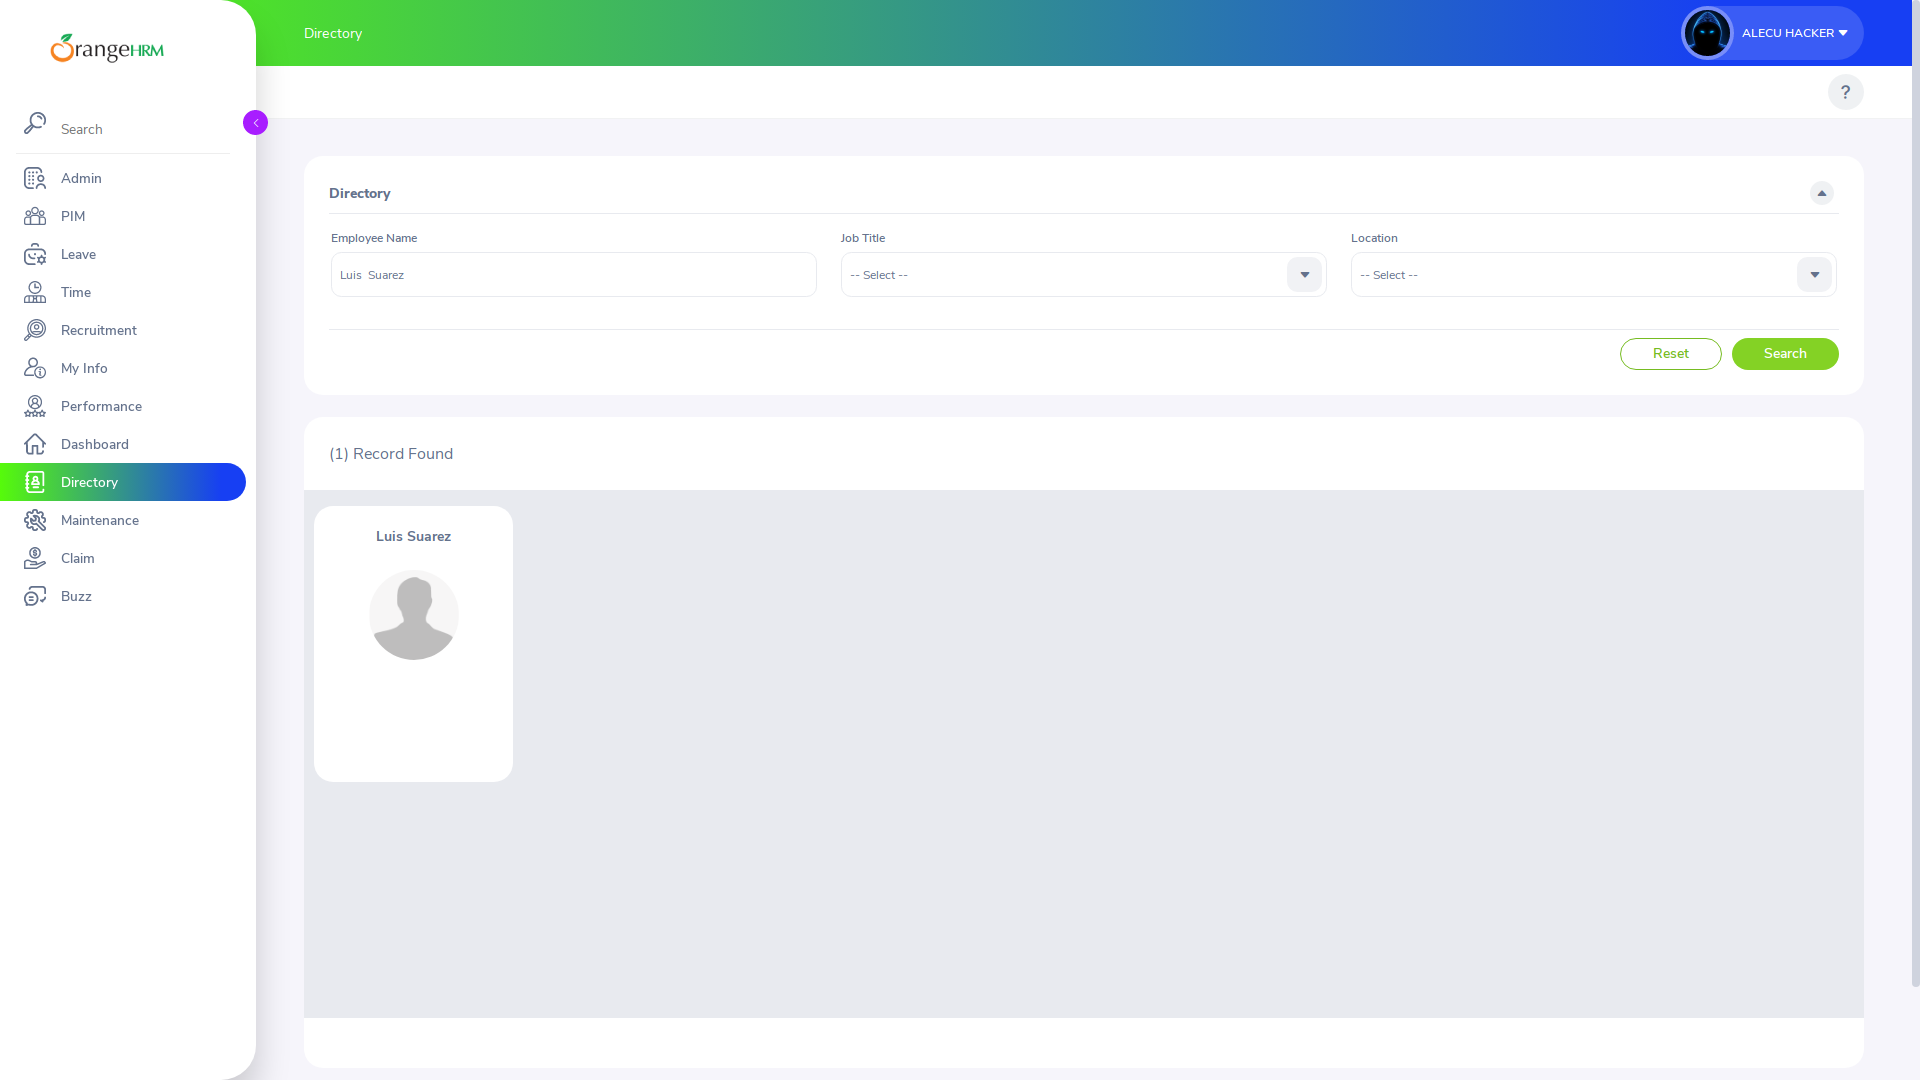 OrangeHRM
Directory
ALECU HACKER
Search
?
Admin
PIM
Leave
Time
Recruitment
My Info
Performance
Dashboard
Directory
Maintenance
Claim
Buzz
Directory
Employee Name
Job Title
Location
Luis  Suarez
-- Select --
-- Select --
Reset
Search
(1) Record Found
Luis Suarez